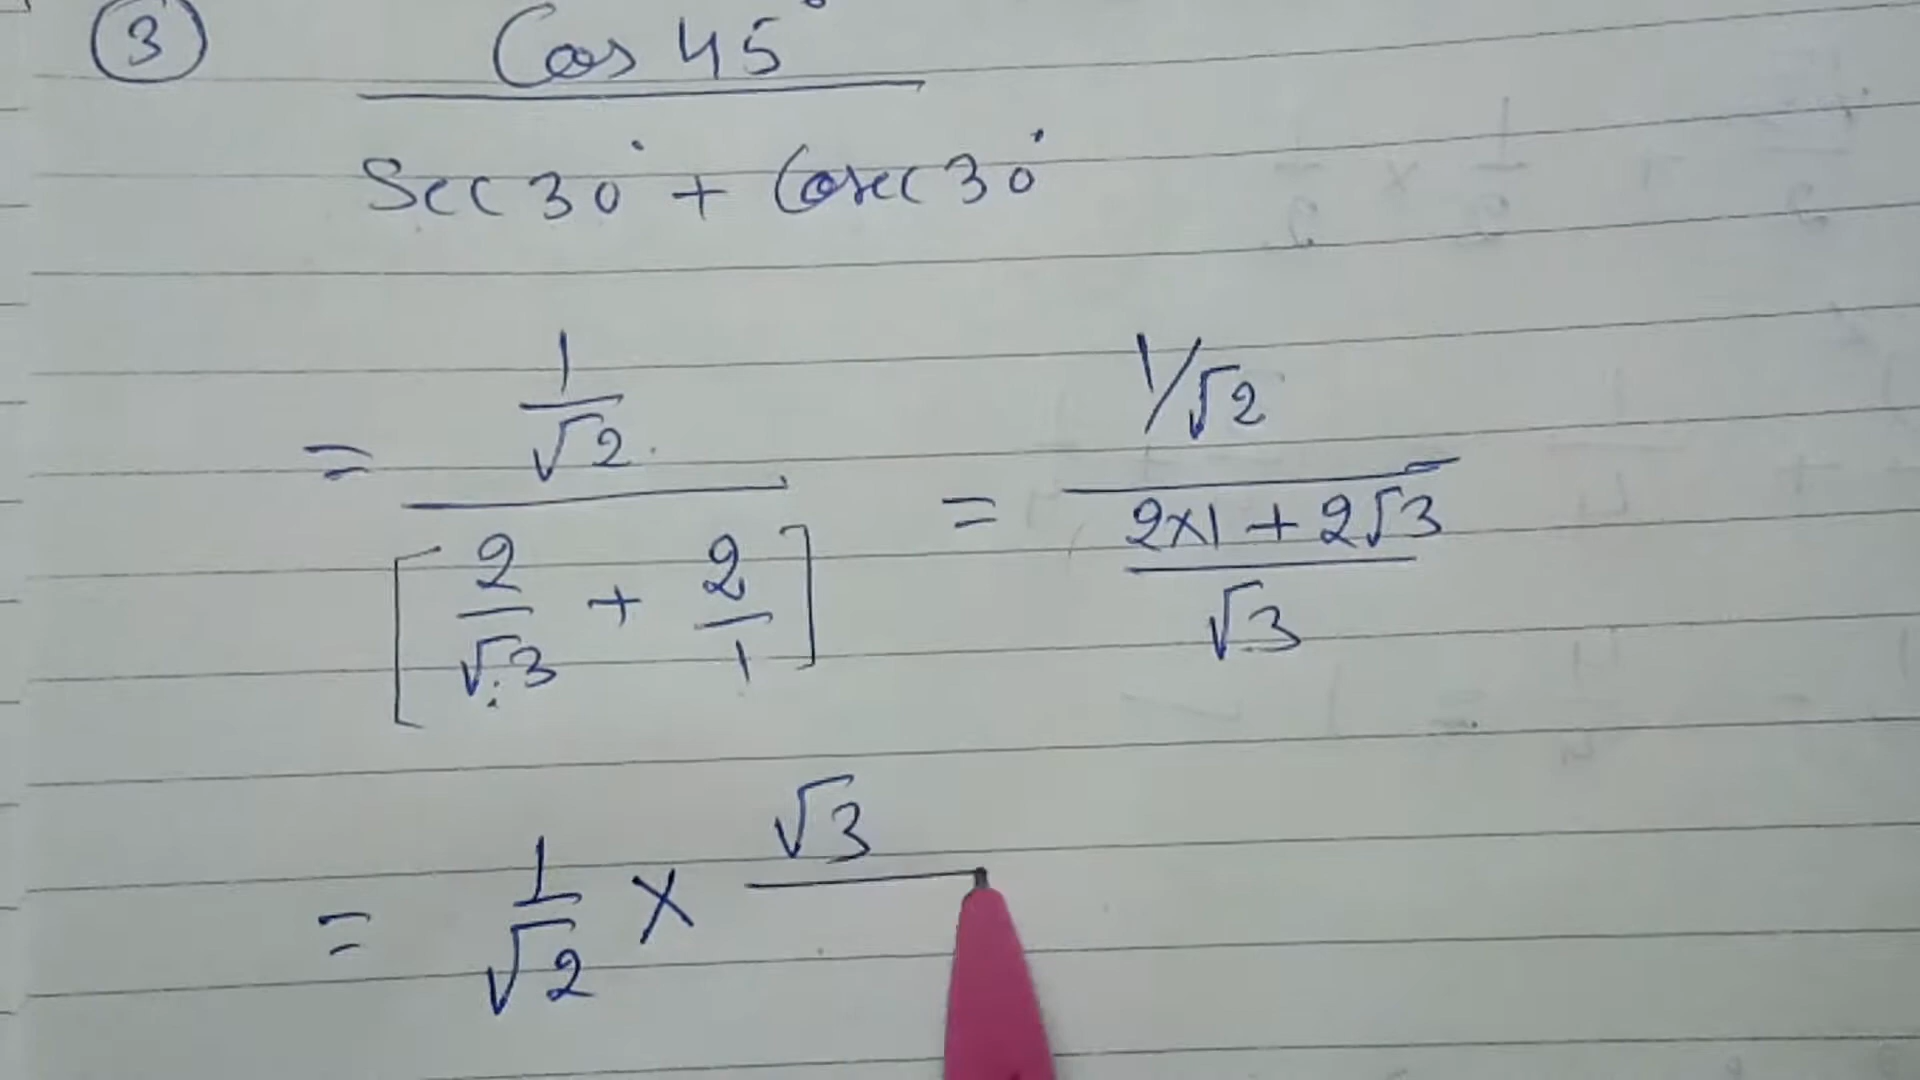 3
Cos 45°
Sec 30° + Cosec 30°
= 1/√2 / [2/√3 + 2/1] = 1/√2 / (2×1 + 2√3)/√3
= 1/√2 × √3